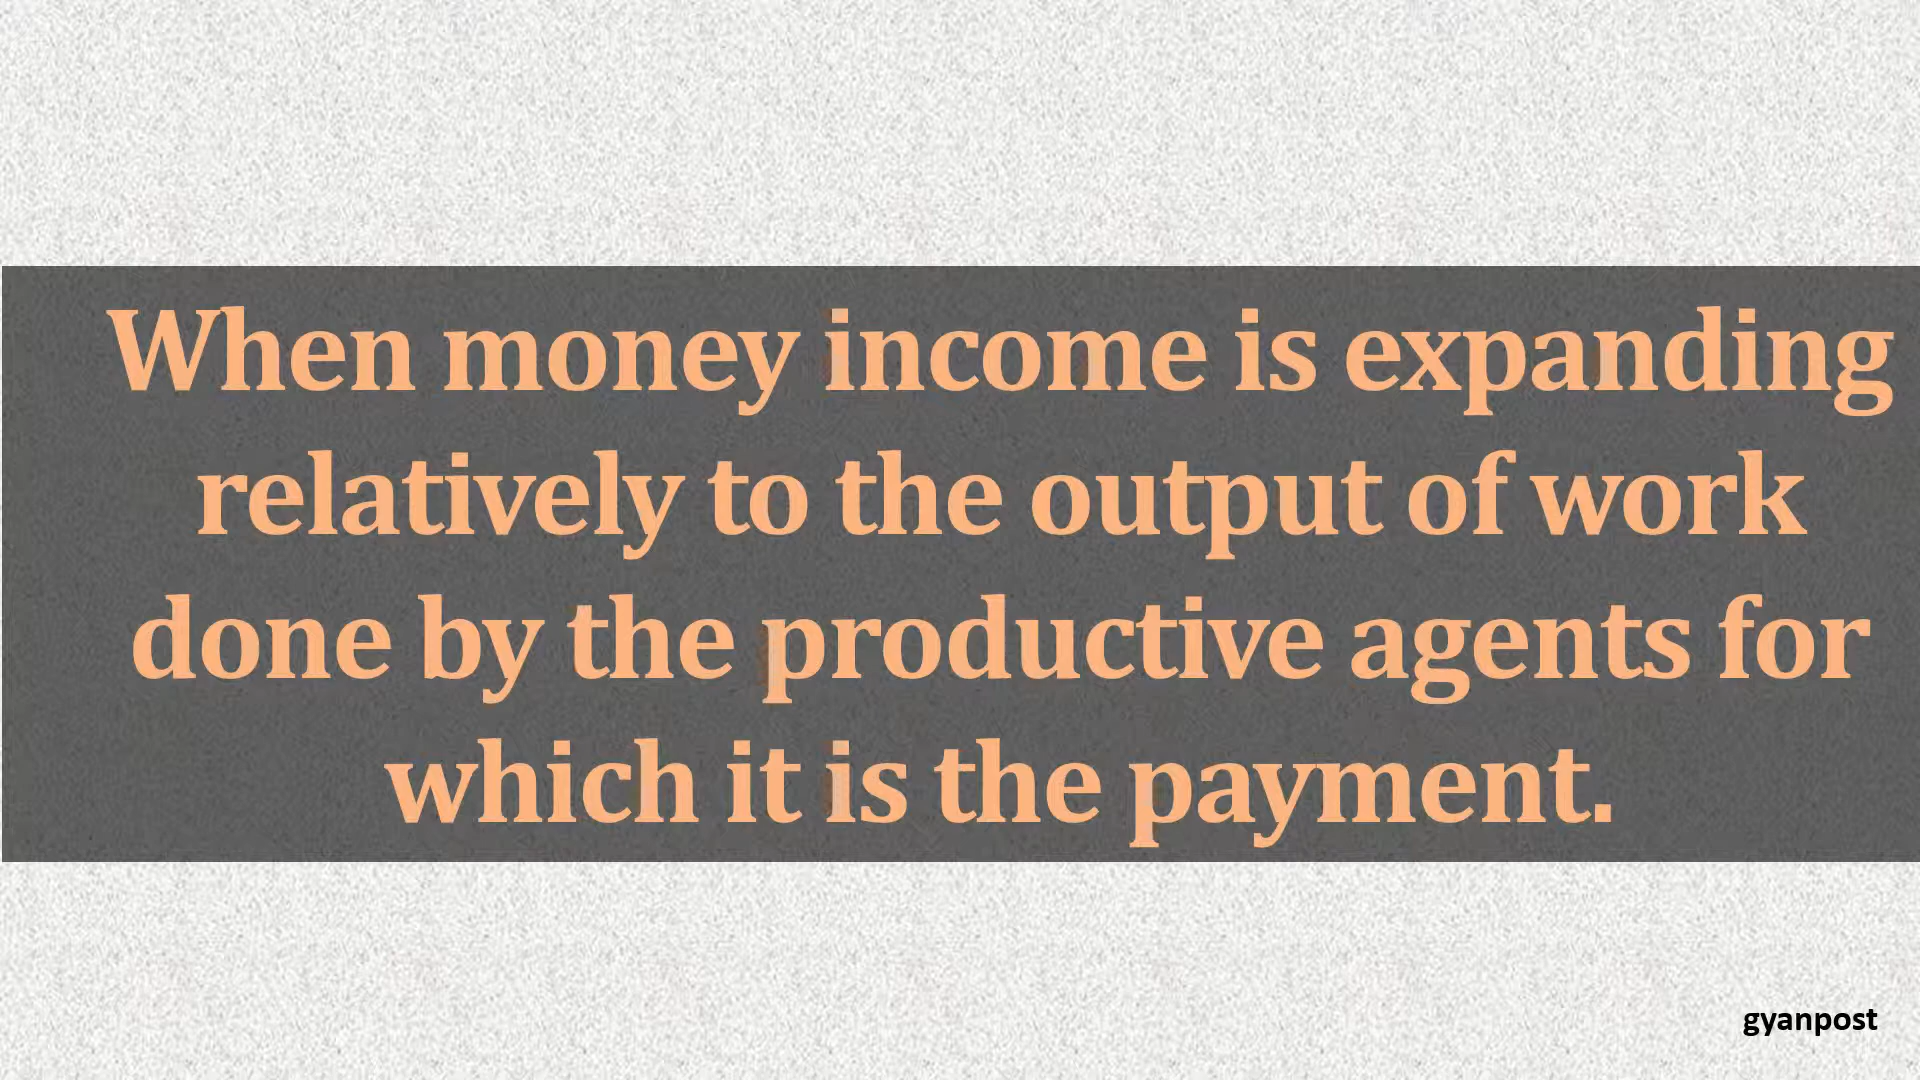 When money income is expanding
relatively to the output of work
done by the productive agents for
which it is the payment.
gyanpost